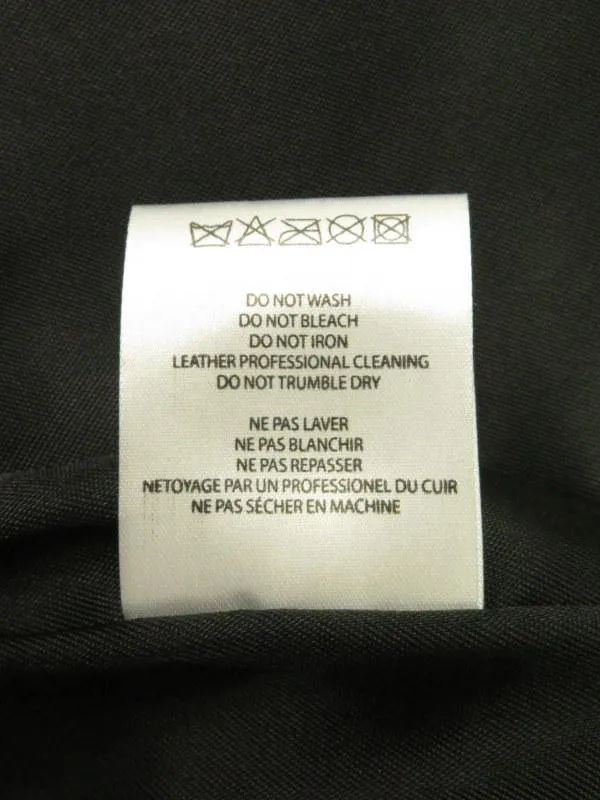 DO NOT WASH
DO NOT BLEACH
DO NOT IRON
LEATHER PROFESSIONAL CLEANING
DO NOT TRUMBLE DRY
NE PAS LAVER
NE PAS BLANCHIR
NE PAS REPASSER
NETOYAGE PAR UN PROFESSIONEL DU CUIR
NE PAS SÉCHER EN MACHINE